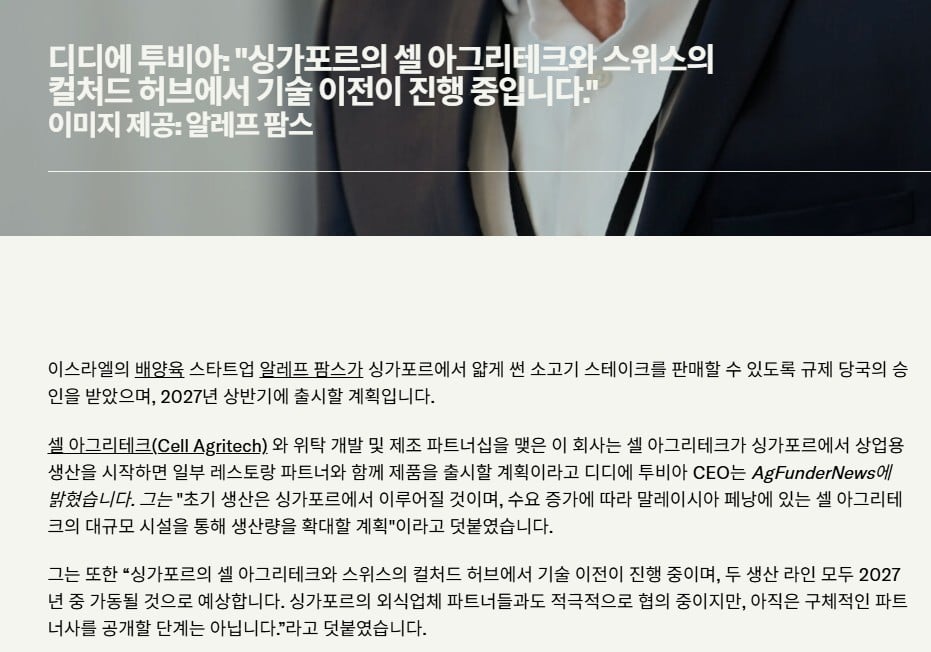 디디에 투비아: "싱가포르의 셀 아그리테크와 스위스의
컬처드 허브에서 기술 이전이 진행 중입니다."
이미지 제공: 알레프 팜스
이스라엘의 배양육 스타트업 알레프 팜스가 싱가포르에서 얇게 썬 소고기 스테이크를 판매할 수 있도록 규제 당국의 승
인을 받았으며, 2027년 상반기에 출시할 계획입니다.
셀 아그리테크(Cell Agritech) 와 위탁 개발 및 제조 파트너십을 맺은 이 회사는 셀 아그리테크가 싱가포르에서 상업용
생산을 시작하면 일부 레스토랑 파트너와 함께 제품을 출시할 계획이라고 디디에 투비아 CEO는 AgFunderNews에
밝혔습니다. 그는 "초기 생산은 싱가포르에서 이루어질 것이며, 수요 증가에 따라 말레이시아 페낭에 있는 셀 아그리테
크의 대규모 시설을 통해 생산량을 확대할 계획"이라고 덧붙였습니다.
그는 또한 “싱가포르의 셀 아그리테크와 스위스의 컬처드 허브에서 기술 이전이 진행 중이며, 두 생산 라인 모두 2027
년 중 가동될 것으로 예상합니다. 싱가포르의 외식업체 파트너들과도 적극적으로 협의 중이지만, 아직은 구체적인 파트
너사를 공개할 단계는 아닙니다.”라고 덧붙였습니다.